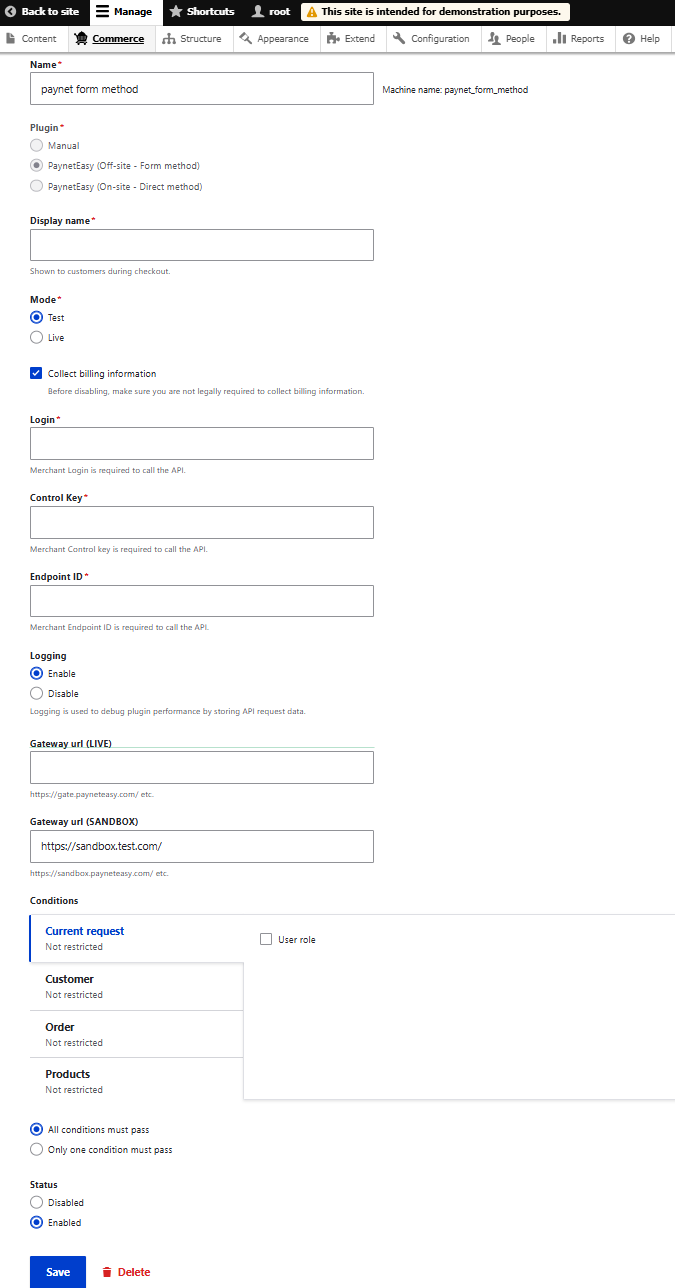 Back to site Manage Shortcuts root This site is intended for demonstration purposes.
Content Commerce Structure Appearance Extend Configuration People Reports Help
Name*
paynet form method Machine name: paynet_form_method
Plugin*
Manual
PaynetEasy (Off-site - Form method)
PaynetEasy (On-site - Direct method)
Display name*
Shown to customers during checkout.
Mode*
Test
Live
Collect billing information
Before disabling, make sure you are not legally required to collect billing information.
Login*
Merchant Login is required to call the API.
Control Key*
Merchant Control key is required to call the API.
Endpoint ID*
Merchant Endpoint ID is required to call the API.
Logging
Enable
Disable
Logging is used to debug plugin performance by storing API request data.
Gateway url (LIVE)
https://gate.payneteasy.com/ etc.
Gateway url (SANDBOX)
https://sandbox.test.com/
https://sandbox.payneteasy.com/ etc.
Conditions
Current request
Not restricted
User role
Customer
Not restricted
Order
Not restricted
Products
Not restricted
All conditions must pass
Only one condition must pass
Status
Disabled
Enabled
Save Delete